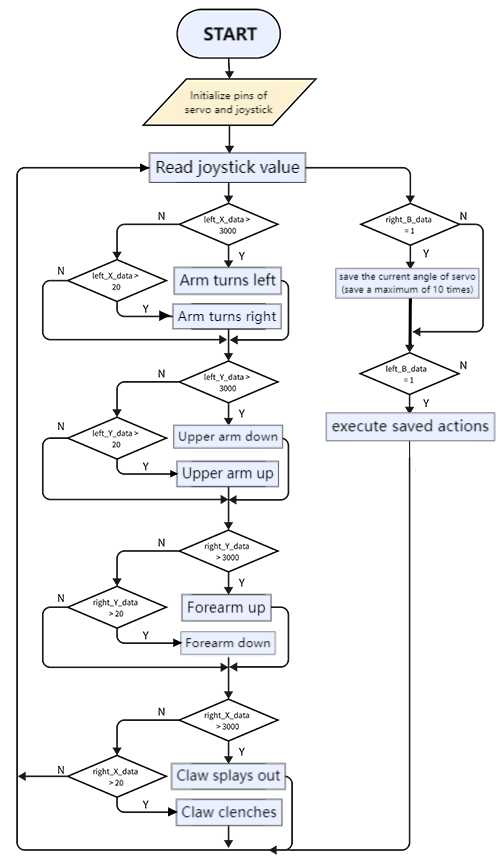 START
Initialize pins of
servo and joystick
Read joystick value
N
left_X_data >
3000
Y
left_X_data >
20
N
Arm turns left
Y
Arm turns right
N
left_Y_data >
3000
Y
left_Y_data >
20
N
Upper arm down
Y
Upper arm up
N
right_Y_data
> 3000
Y
right_Y_data
> 20
N
Forearm up
Y
Forearm down
N
right_X_data
> 3000
Y
right_X_data
> 20
N
Claw splays out
Y
Claw clenches
right_B_data
= 1
N
Y
save the current angle of servo
(save a maximum of 10 times)
left_B_data
= 1
N
Y
execute saved actions